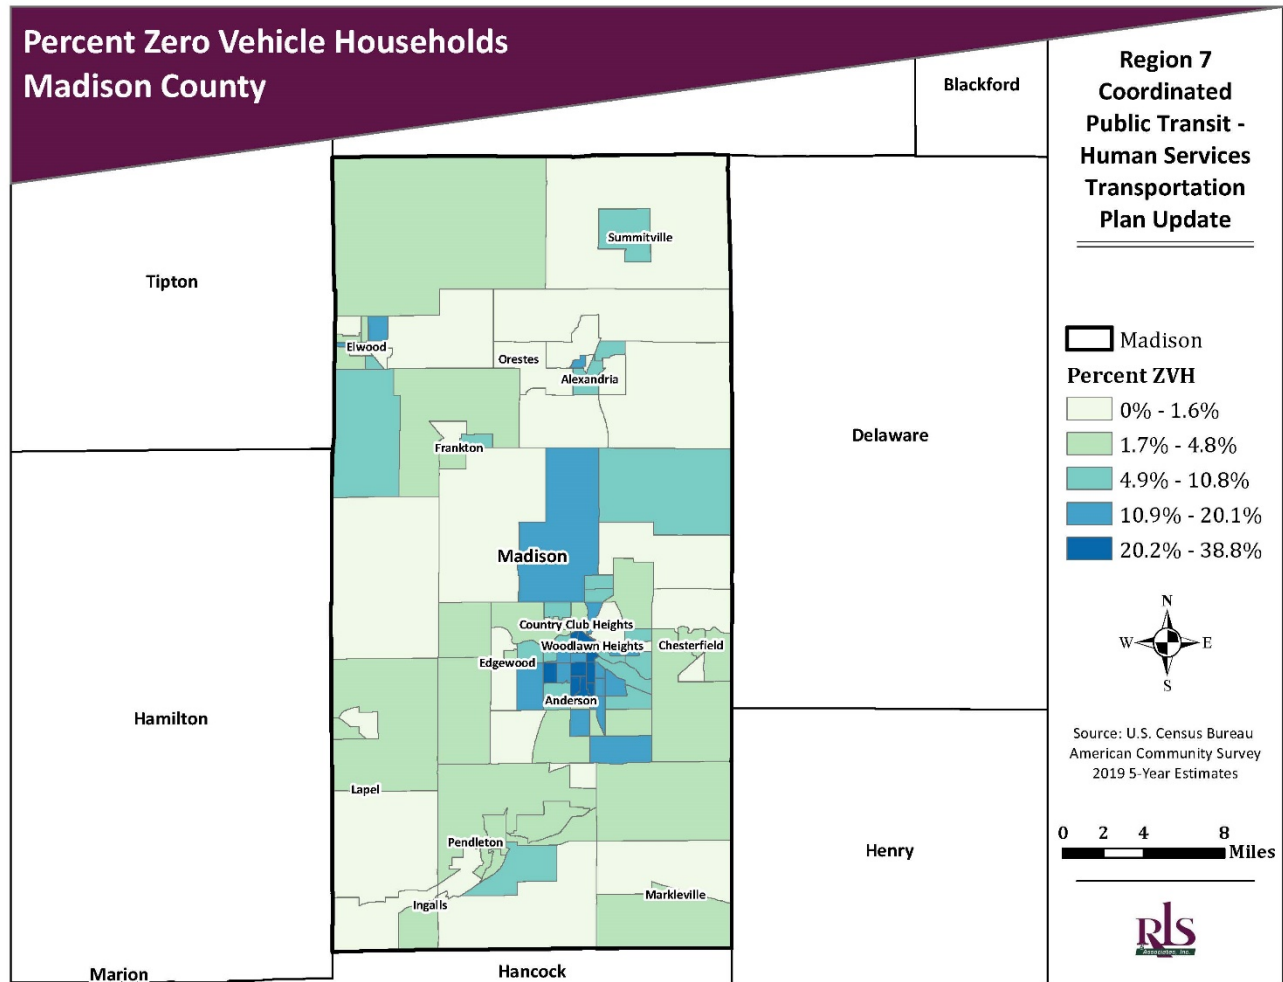 Percent Zero Vehicle Households
Madison County
Blackford
Tipton
Summitville
Elwood
Orestes
Alexandria
Frankton
Delaware
Madison
Country Club Heights
Woodlawn Heights
Chesterfield
Edgewood
Anderson
Hamilton
Lapel
Pendleton
Henry
Markleville
Ingalls
Marion
Hancock
Region 7
Coordinated
Public Transit -
Human Services
Transportation
Plan Update
Madison
Percent ZVH
0% - 1.6%
1.7% - 4.8%
4.9% - 10.8%
10.9% - 20.1%
20.2% - 38.8%
N
W E
S
Source: U.S. Census Bureau
American Community Survey
2019 5-Year Estimates
0 2 4 8
Miles
RLS
& Associates, Inc.